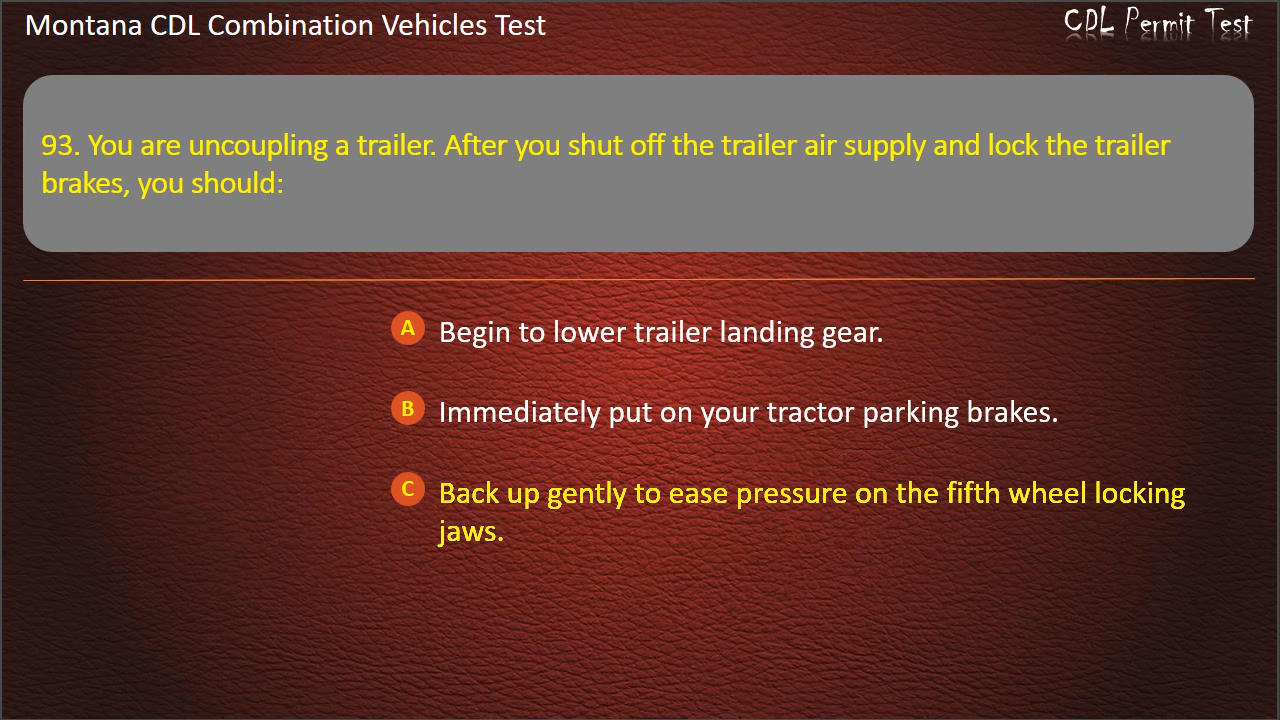 Montana CDL Combination Vehicles Test
CDL Permit Test
93. You are uncoupling a trailer. After you shut off the trailer air supply and lock the trailer
brakes, you should:
A Begin to lower trailer landing gear.
B Immediately put on your tractor parking brakes.
C Back up gently to ease pressure on the fifth wheel locking
jaws.